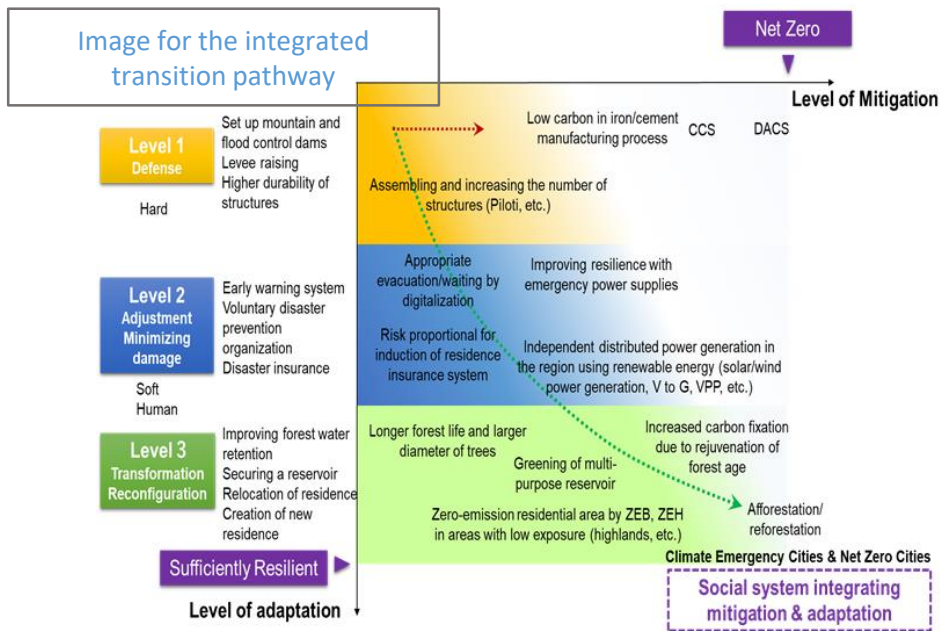 Image for the integrated
transition pathway
Net Zero
Level of Mitigation
Level 1
Defense
Hard
Set up mountain and
flood control dams
Levee raising
Higher durability of
structures
Low carbon in iron/cement
manufacturing process
CCS
DACS
Assembling and increasing the number of
structures (Piloti, etc.)
Level 2
Adjustment
Minimizing
damage
Soft
Human
Early warning system
Voluntary disaster
prevention
organization
Disaster insurance
Appropriate
evacuation/waiting by
digitalization
Improving resilience with
emergency power supplies
Risk proportional for
induction of residence
insurance system
Independent distributed power generation in
the region using renewable energy (solar/wind
power generation, V to G, VPP, etc.)
Level 3
Transformation
Reconfiguration
Improving forest water
retention
Securing a reservoir
Relocation of residence
Creation of new
residence
Longer forest life and larger
diameter of trees
Increased carbon fixation
due to rejuvenation of
forest age
Greening of multi-
purpose reservoir
Zero-emission residential area by ZEB, ZEH
in areas with low exposure (highlands, etc.)
Afforestation/
reforestation
Sufficiently Resilient
Level of adaptation
Climate Emergency Cities & Net Zero Cities
Social system integrating
mitigation & adaptation